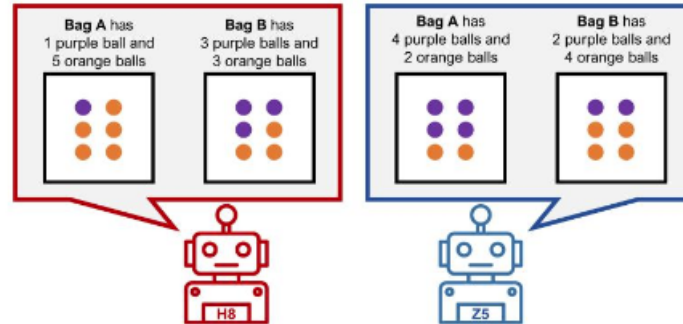 Bag A has
1 purple ball and
5 orange balls
Bag B has
3 purple balls and
3 orange balls
Bag A has
4 purple balls and
2 orange balls
Bag B has
2 purple balls and
4 orange balls
H8
Z5